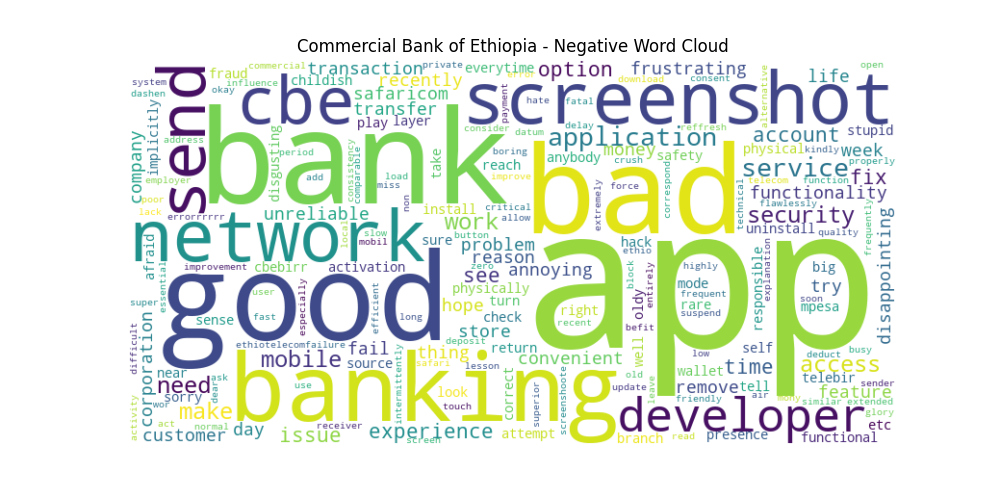 Commercial Bank of Ethiopia - Negative Word Cloud
send
fraud
commercial
transaction
everytime
error
private
option
frustrating
consent
life
open
system
influence
childish
recently
download
alternative
dashen
okay
cbe
safaricom
payment
hate
fatal
screenshot
company
implicitly
address
disgusting
transfer
play
layer
consider
datum
delay
application
reffresh
account
stupid
period
bank
consistency
comparable
take
boring
reach
bad
anybody
money
safety
physical
kindly
week
employer
add
load
miss
non
improve
extremely
crush
correspond
service
properly
fix
poor
lack
errorrrrrr
unreliable
install
critical
allow
force
technical
telecom
function
functionality
security
frequently
network
local
slow
mobil
button
work
sure
problem
reason
hack
ethio
uninstall
flawlessly
quality
afraid
essential
improvement
cbebirr
activation
zero
see
annoying
block
entirely
highly
mode
frequent
suspend
responsible
explanation
big
try
soon
mpesa
disappointing
super
good
user
fast
especially
efficient
long
physically
hope
turn
check
right
recent
app
oldy
befit
rare
difficult
corporation
sense
ethiotelecomfailure
deposit
store
return
well
low
self
deduct
busy
near
need
mobile
fail
source
intermittently
thing
safari
lesson
convenient
old
update
leave
wallet
time
telebir
access
sender
sorry
ask
dear
use
banking
look
touch
correct
superior
screenshoote
friendly
remove
tell
air
mony
similar
extended
feature
activity
wor
act
make
normal
receiver
developer
glory
etc
customer
day
issue
screen
experience
attempt
branch
read
presence
functional